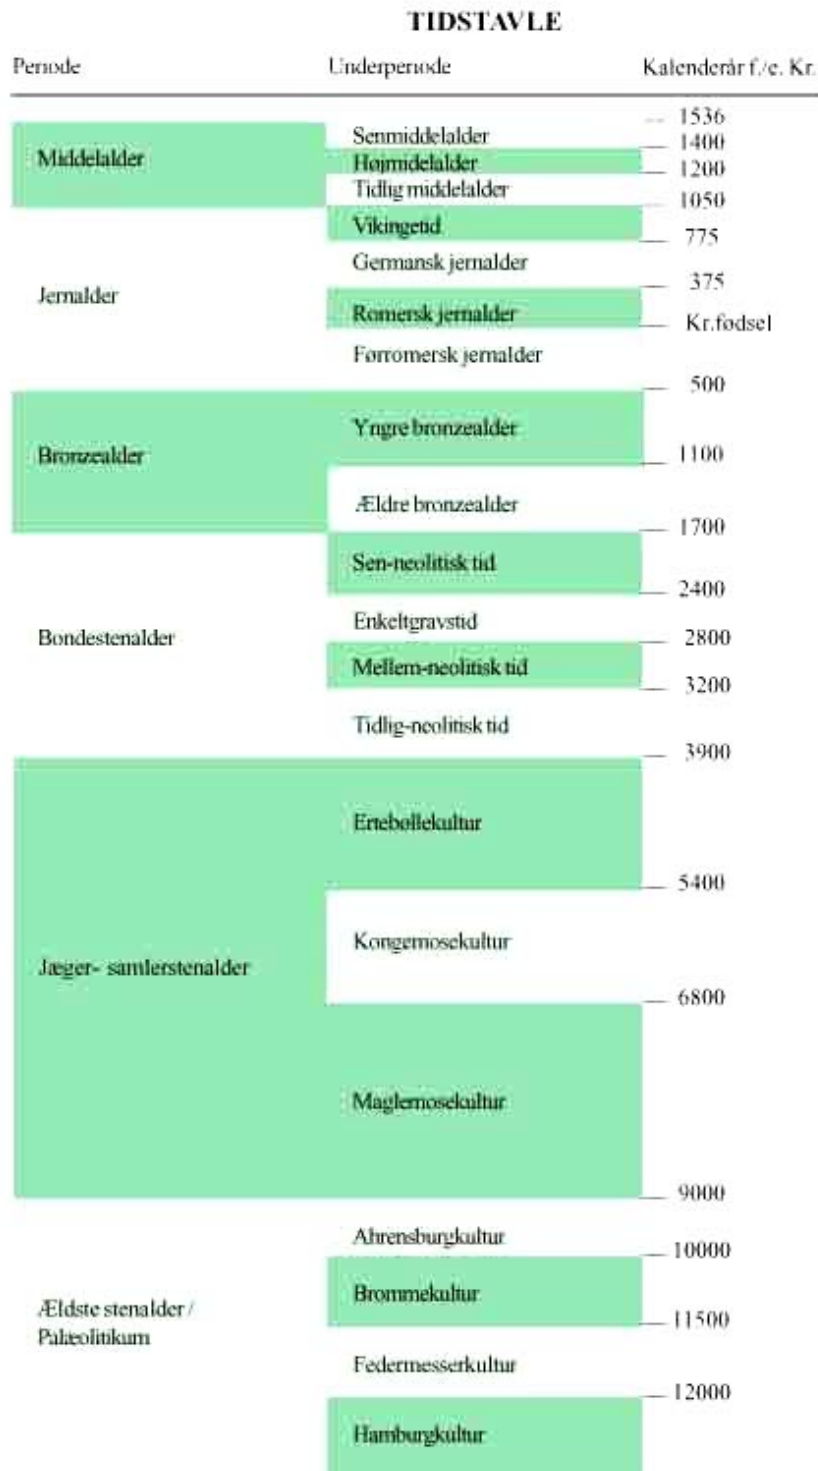 TIDSTAVLE
Periode Underperiode Kalenderår f./e. Kr.
1536
Senmiddelalder
1400
Middelalder Højmidelalder
1200
Tidlig middelalder
1050
Vikingetid
775
Germansk jernalder
375
Jernalder
Romersk jernalder
Kr.fødsel
Førromersk jernalder
500
Yngre bronzealder
Bronzealder
1100
Ældre bronzealder
1700
Sen-neolitisk tid
2400
Enkeltgravstid
Bondestenalder
2800
Mellem-neolitisk tid
3200
Tidlig-neolitisk tid
3900
Ertebøllekultur
5400
Kongemosekultur
Jæger- samlerstenalder
6800
Maglemosekultur
9000
Ahrensburgkultur
10000
Brommekultur
Ældste stenalder /
Palæolitikum
11500
Federmesserkultur
12000
Hamburgkultur